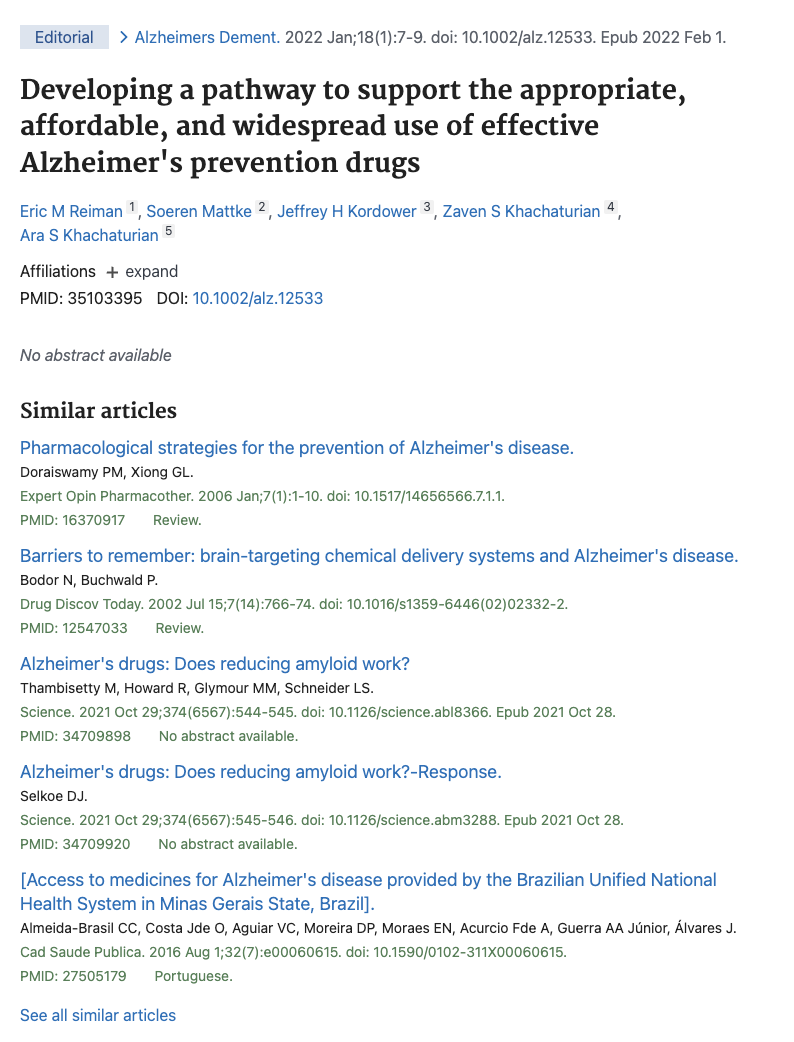 Editorial > Alzheimers Dement. 2022 Jan;18(1):7-9. doi: 10.1002/alz.12533. Epub 2022 Feb 1.
Developing a pathway to support the appropriate,
affordable, and widespread use of effective
Alzheimer's prevention drugs
Eric M Reiman 1, Soeren Mattke 2, Jeffrey H Kordower 3, Zaven S Khachaturian 4,
Ara S Khachaturian 5
Affiliations + expand
PMID: 35103395 DOI: 10.1002/alz.12533
No abstract available
Similar articles
Pharmacological strategies for the prevention of Alzheimer's disease.
Doraiswamy PM, Xiong GL.
Expert Opin Pharmacother. 2006 Jan;7(1):1-10. doi: 10.1517/14656566.7.1.1.
PMID: 16370917 Review.
Barriers to remember: brain-targeting chemical delivery systems and Alzheimer's disease.
Bodor N, Buchwald P.
Drug Discov Today. 2002 Jul 15;7(14):766-74. doi: 10.1016/s1359-6446(02)02332-2.
PMID: 12547033 Review.
Alzheimer's drugs: Does reducing amyloid work?
Thambisetty M, Howard R, Glymour MM, Schneider LS.
Science. 2021 Oct 29;374(6567):544-545. doi: 10.1126/science.abl8366. Epub 2021 Oct 28.
PMID: 34709898 No abstract available.
Alzheimer's drugs: Does reducing amyloid work?-Response.
Selkoe DJ.
Science. 2021 Oct 29;374(6567):545-546. doi: 10.1126/science.abm3288. Epub 2021 Oct 28.
PMID: 34709920 No abstract available.
[Access to medicines for Alzheimer's disease provided by the Brazilian Unified National
Health System in Minas Gerais State, Brazil].
Almeida-Brasil CC, Costa Jde O, Aguiar VC, Moreira DP, Moraes EN, Acurcio Fde A, Guerra AA Júnior, Álvares J.
Cad Saude Publica. 2016 Aug 1;32(7):e00060615. doi: 10.1590/0102-311X00060615.
PMID: 27505179 Portuguese.
See all similar articles